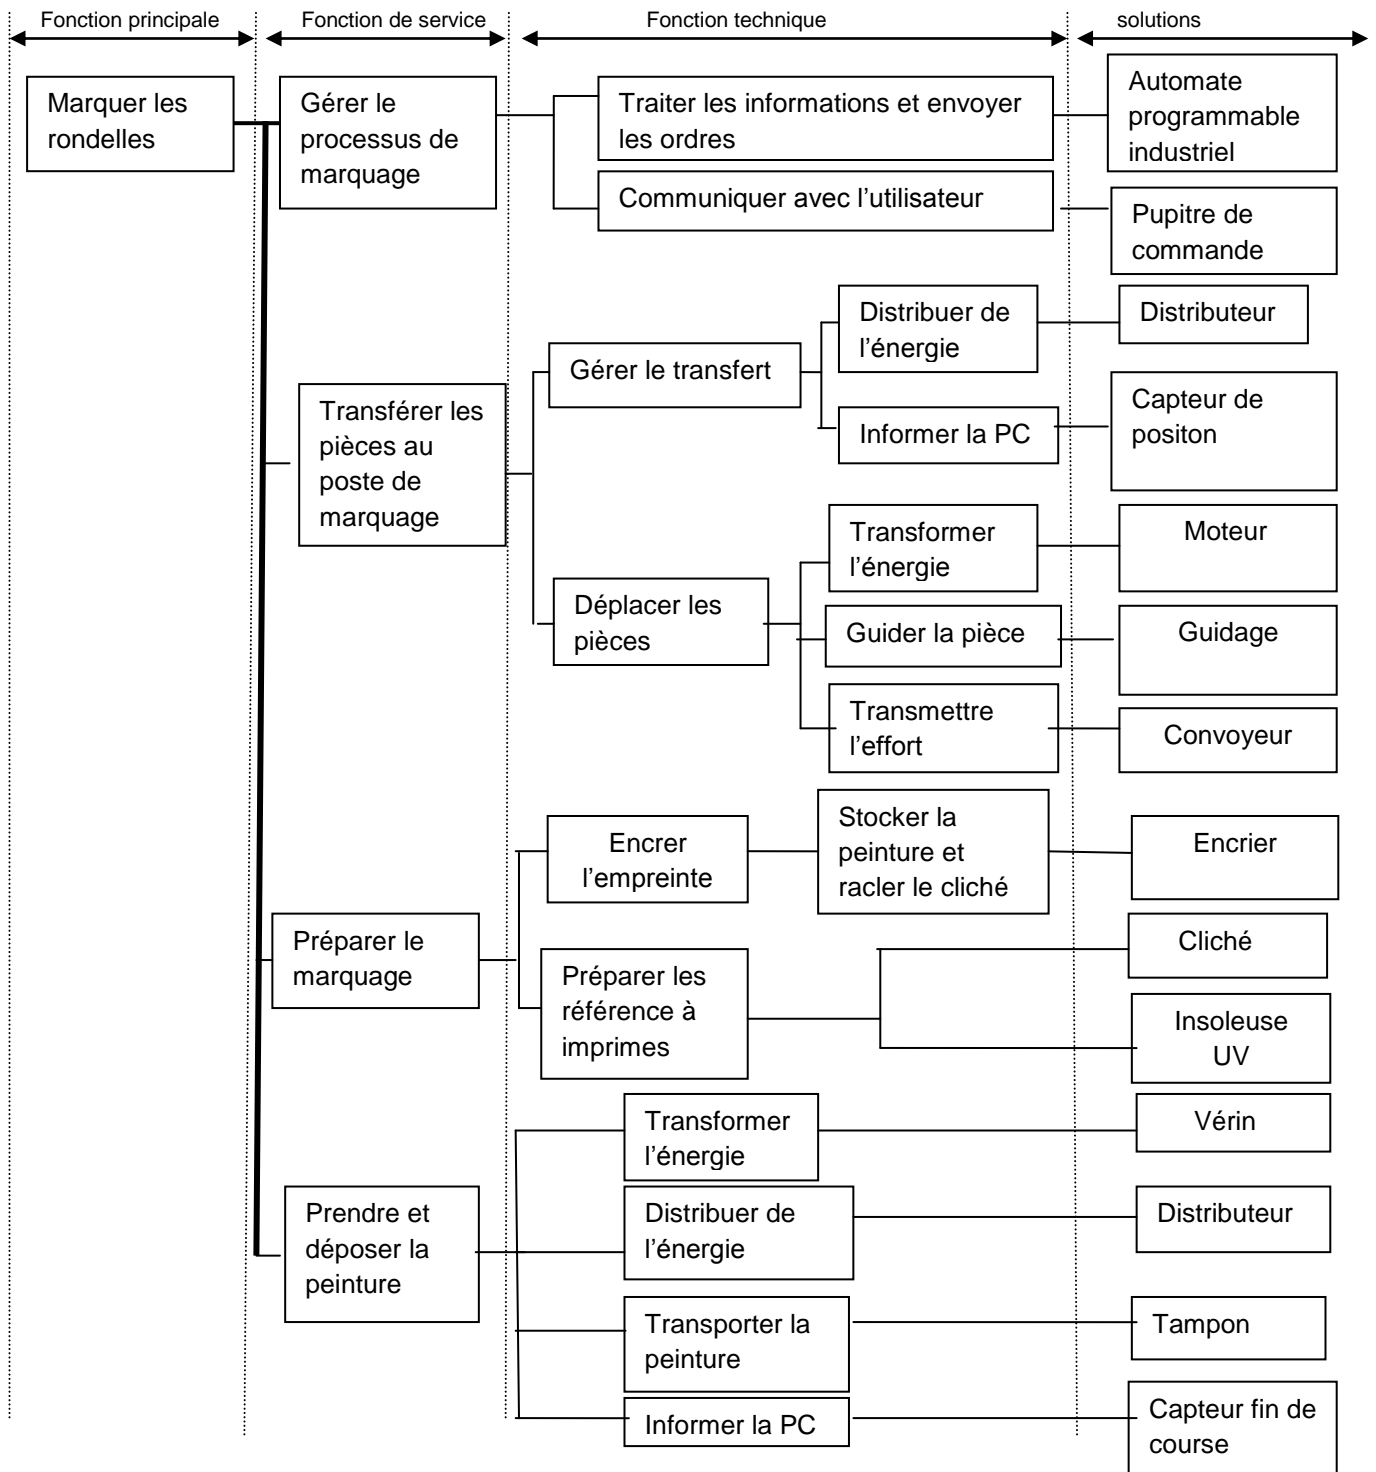 Fonction principale
Fonction de service
Fonction technique
solutions
Marquer les
rondelles
Gérer le
processus de
marquage
Traiter les informations et envoyer
les ordres
Automate
programmable
industriel
Communiquer avec l’utilisateur
Pupitre de
commande
Transférer les
pièces au
poste de
marquage
Gérer le transfert
Distribuer de
l’énergie
Distributeur
Informer la PC
Capteur de
positon
Déplacer les
pièces
Transformer
l’énergie
Moteur
Guider la pièce
Guidage
Transmettre
l’effort
Convoyeur
Préparer le
marquage
Encrer
l’empreinte
Stocker la
peinture et
racler le cliché
Encrier
Préparer les
référence à
imprimes
Cliché
Insoleuse
UV
Prendre et
déposer la
peinture
Transformer
l’énergie
Vérin
Distribuer de
l’énergie
Distributeur
Transporter la
peinture
Tampon
Informer la PC
Capteur fin de
course